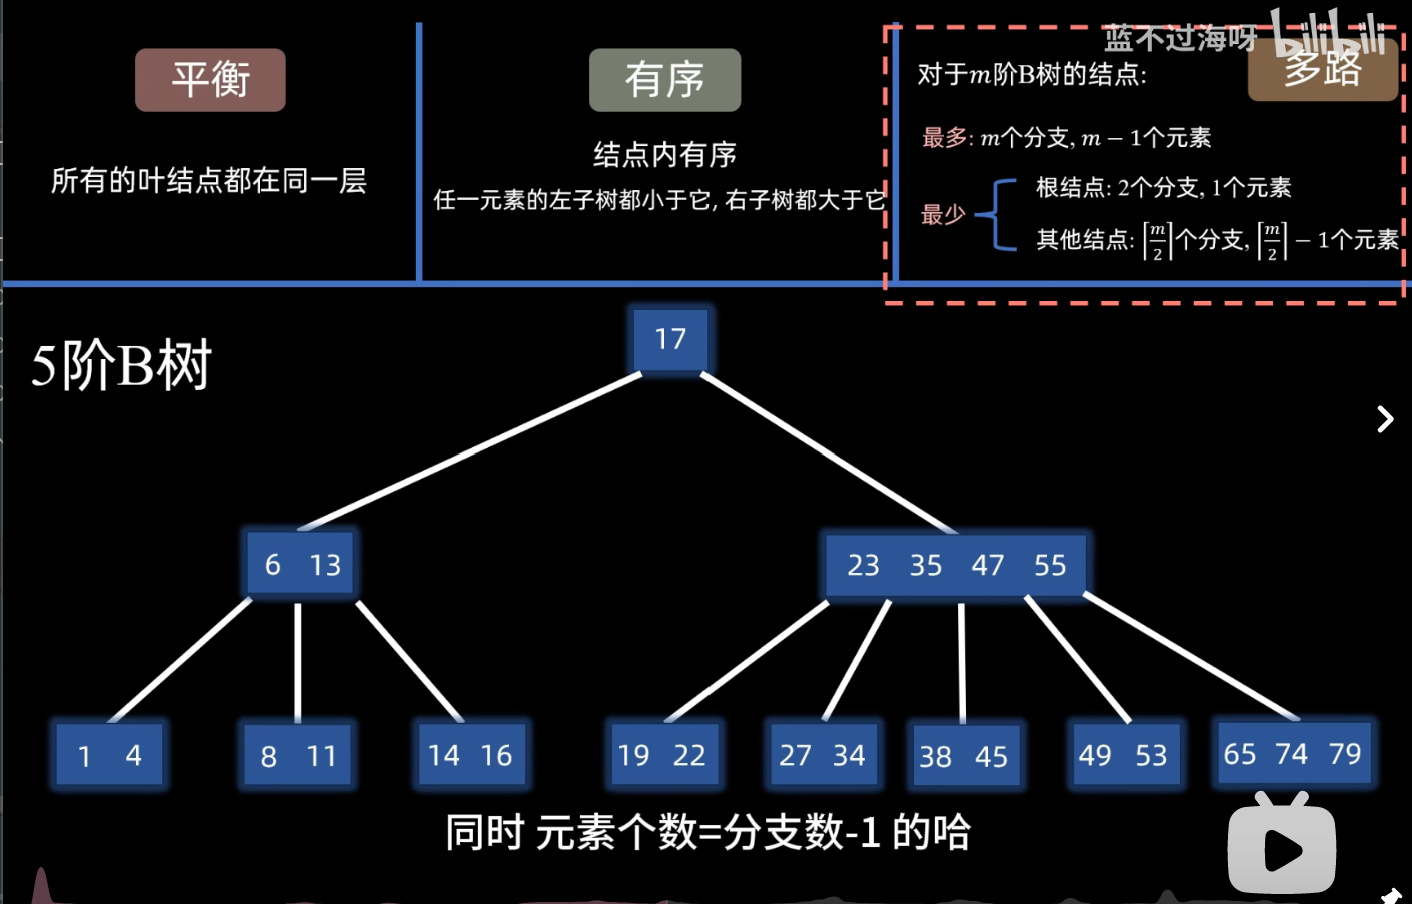 蓝不过海呀 bilibili
平衡
有序
多路
所有的叶结点都在同一层
结点内有序
任一元素的左子树都小于它, 右子树都大于它
对于m阶B树的结点:
最多: m个分支, m − 1个元素
最少
根结点: 2个分支, 1个元素
其他结点: ⌈m/2⌉个分支, ⌈m/2⌉ − 1个元素
5阶B树
17
6 13
23 35 47 55
1 4
8 11
14 16
19 22
27 34
38 45
49 53
65 74 79
同时 元素个数=分支数-1 的哈